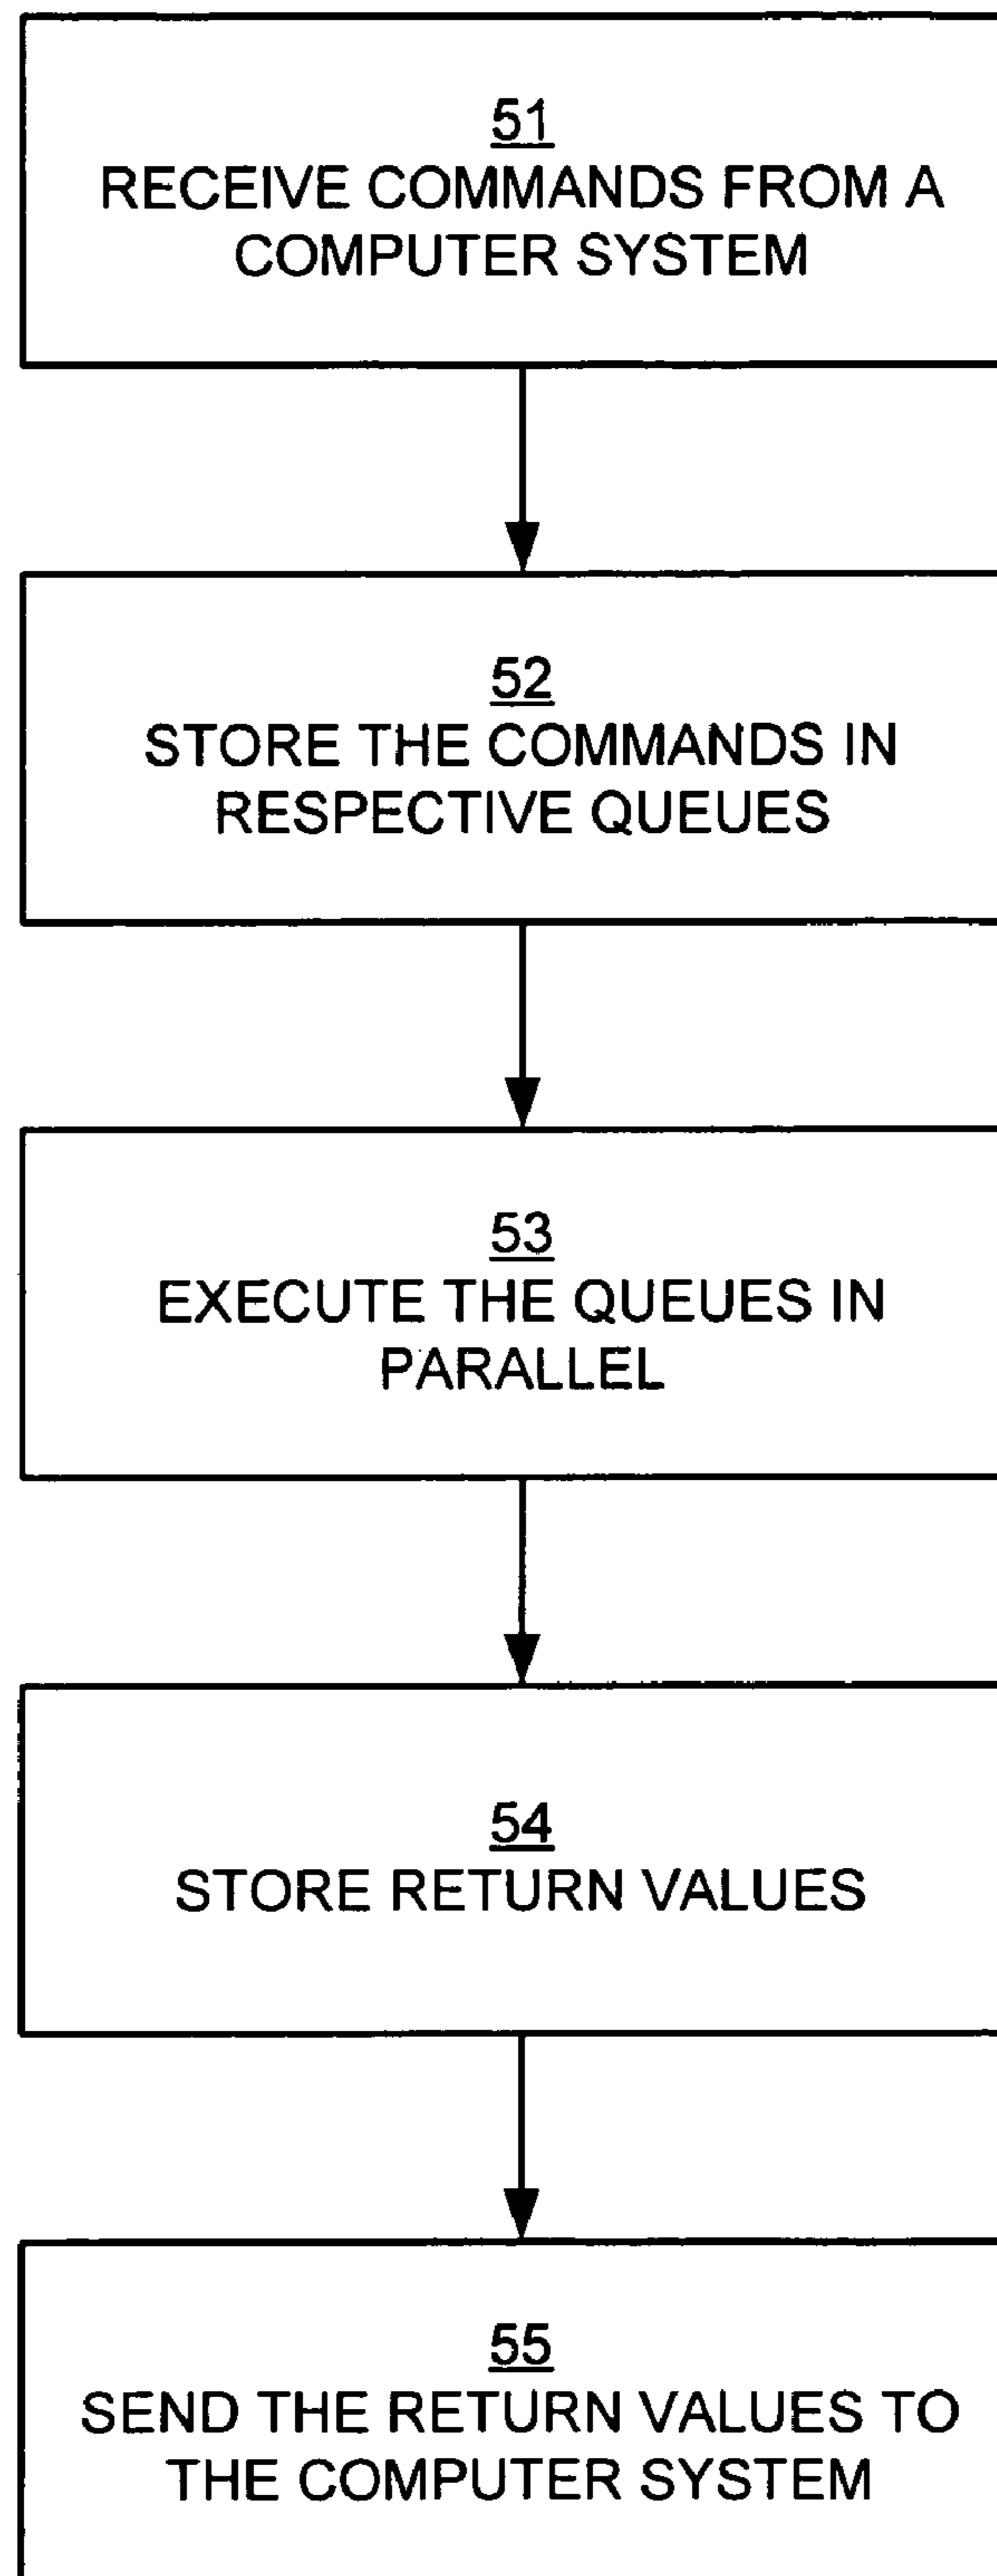 51
RECEIVE COMMANDS FROM A
COMPUTER SYSTEM
52
STORE THE COMMANDS IN
RESPECTIVE QUEUES
53
EXECUTE THE QUEUES IN
PARALLEL
54
STORE RETURN VALUES
55
SEND THE RETURN VALUES TO
THE COMPUTER SYSTEM